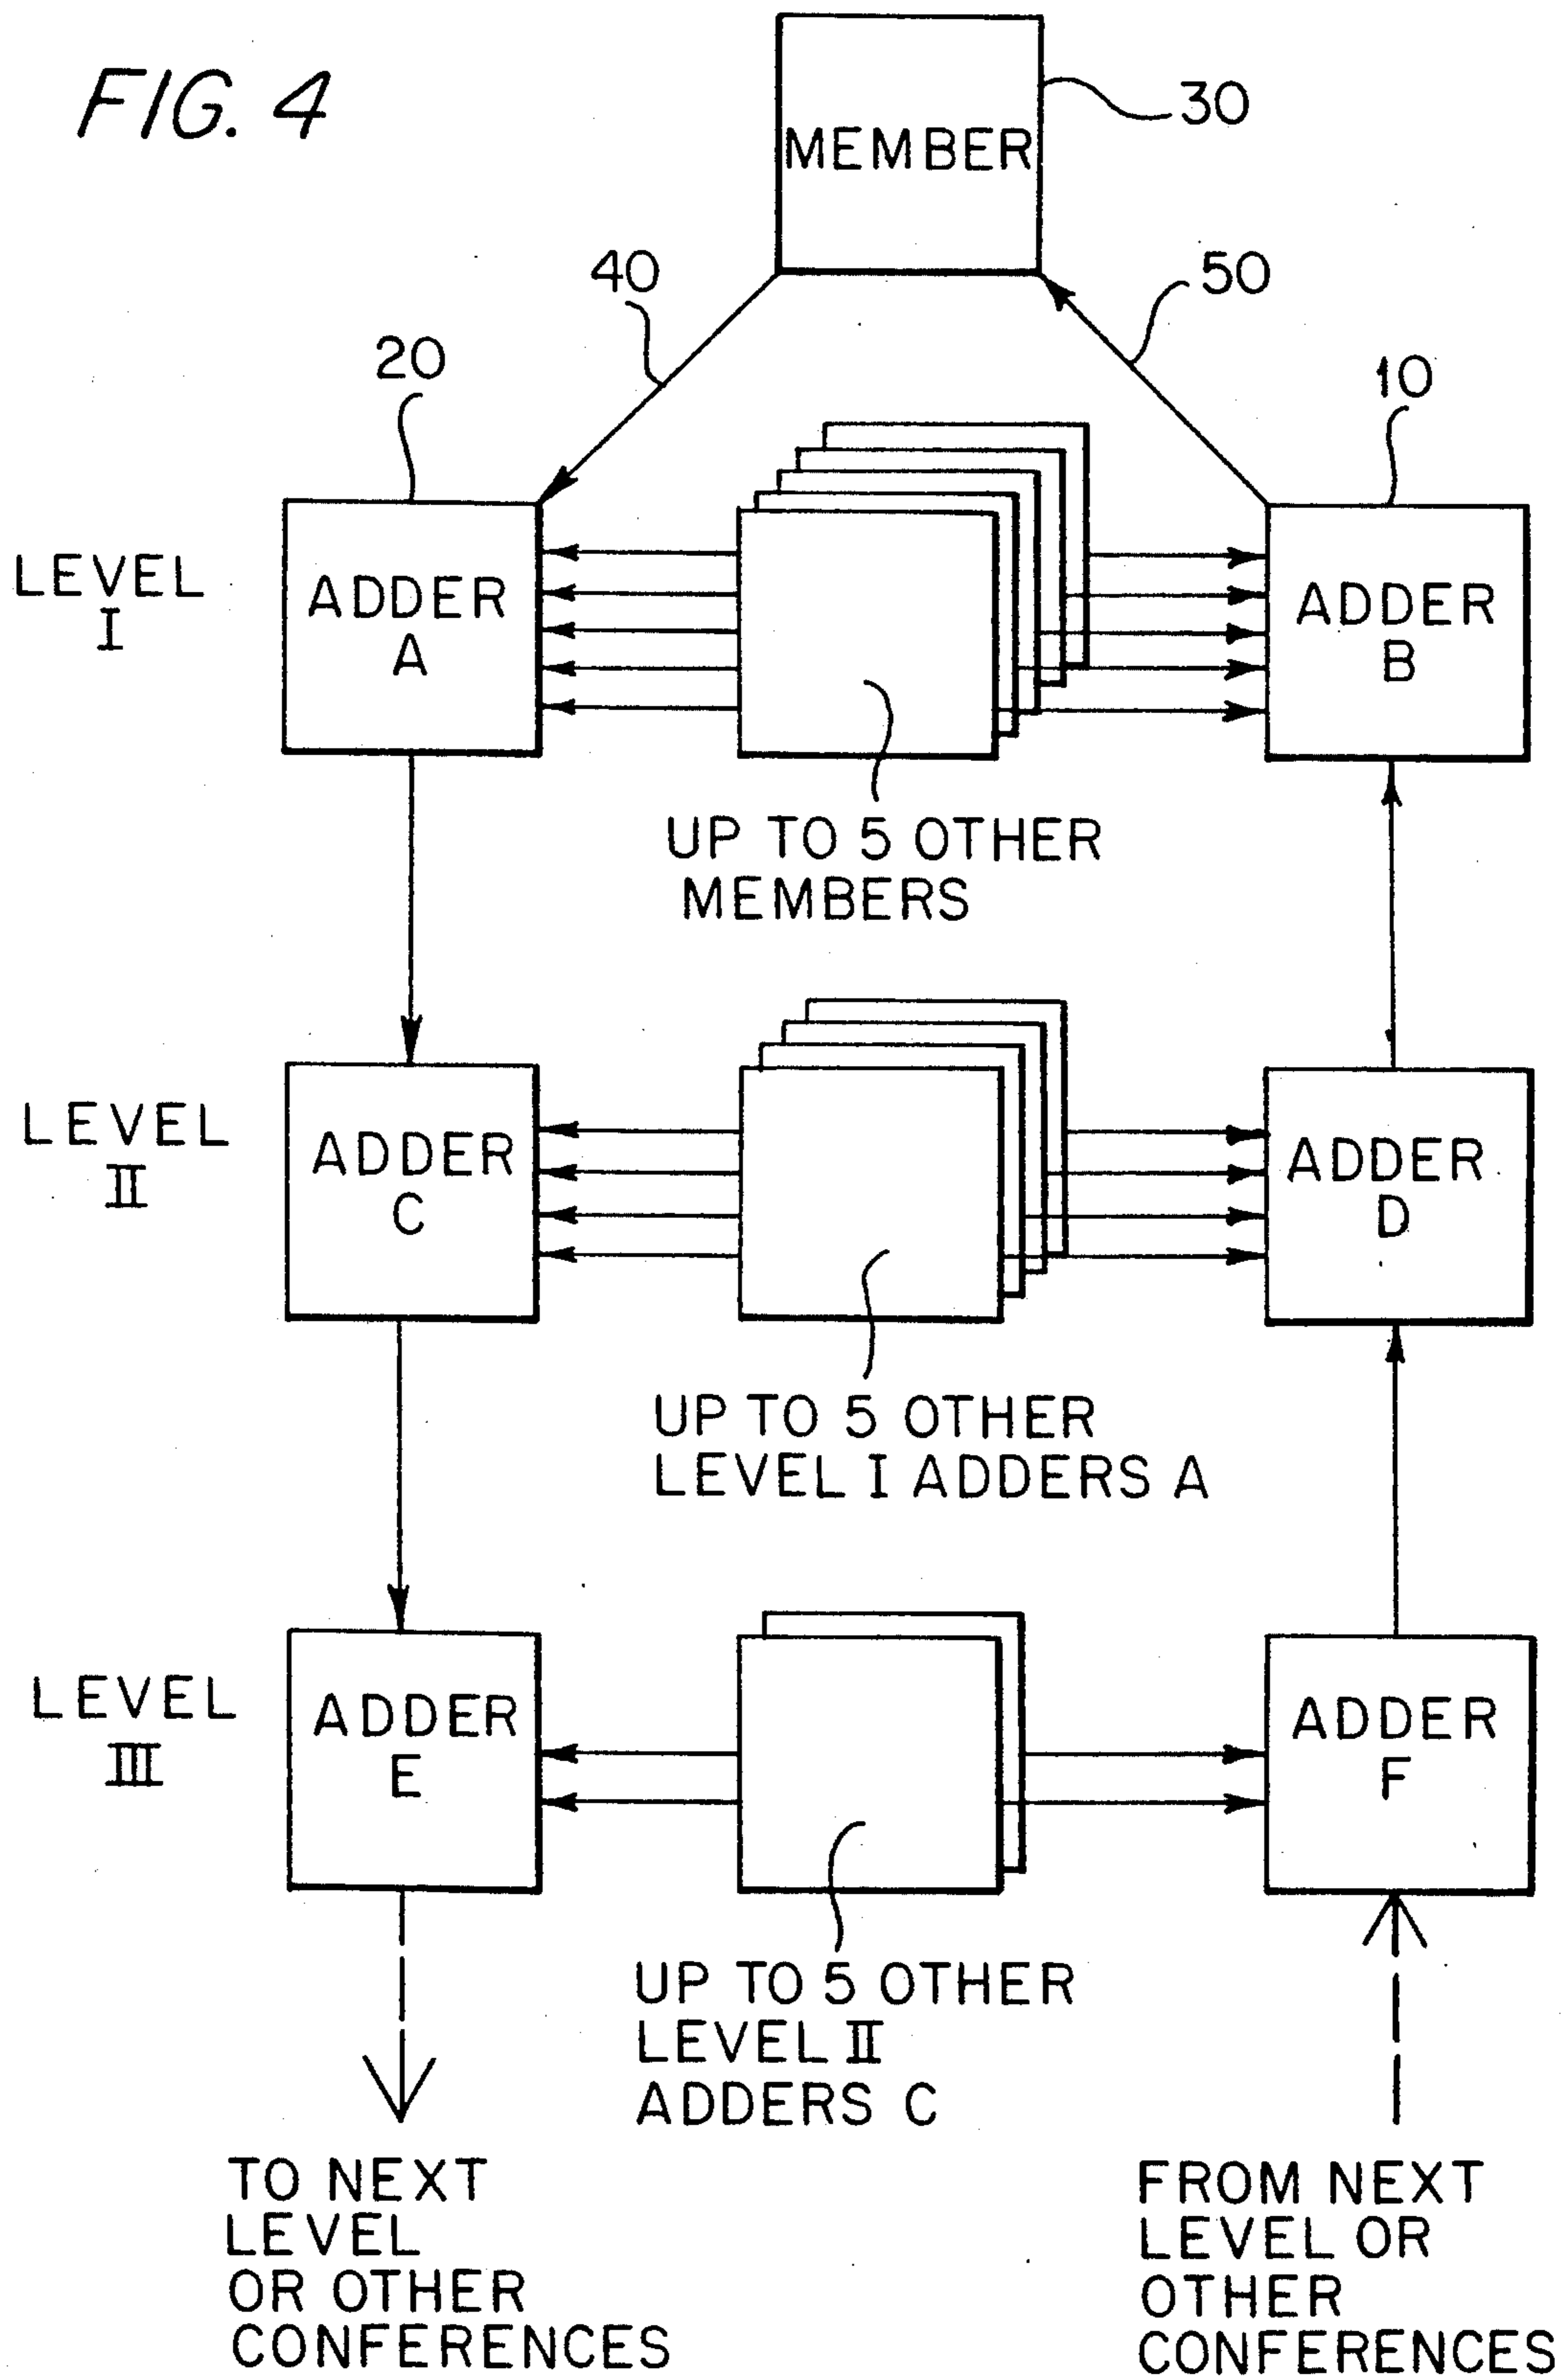 FIG. 4
MEMBER
30
40
50
20
10
LEVEL
I
ADDER
A
ADDER
B
UP TO 5 OTHER
MEMBERS
LEVEL
II
ADDER
C
ADDER
D
UP TO 5 OTHER
LEVEL I ADDERS A
LEVEL
III
ADDER
E
ADDER
F
UP TO 5 OTHER
LEVEL II
ADDERS C
TO NEXT
LEVEL
OR OTHER
CONFERENCES
FROM NEXT
LEVEL OR
OTHER
CONFERENCES